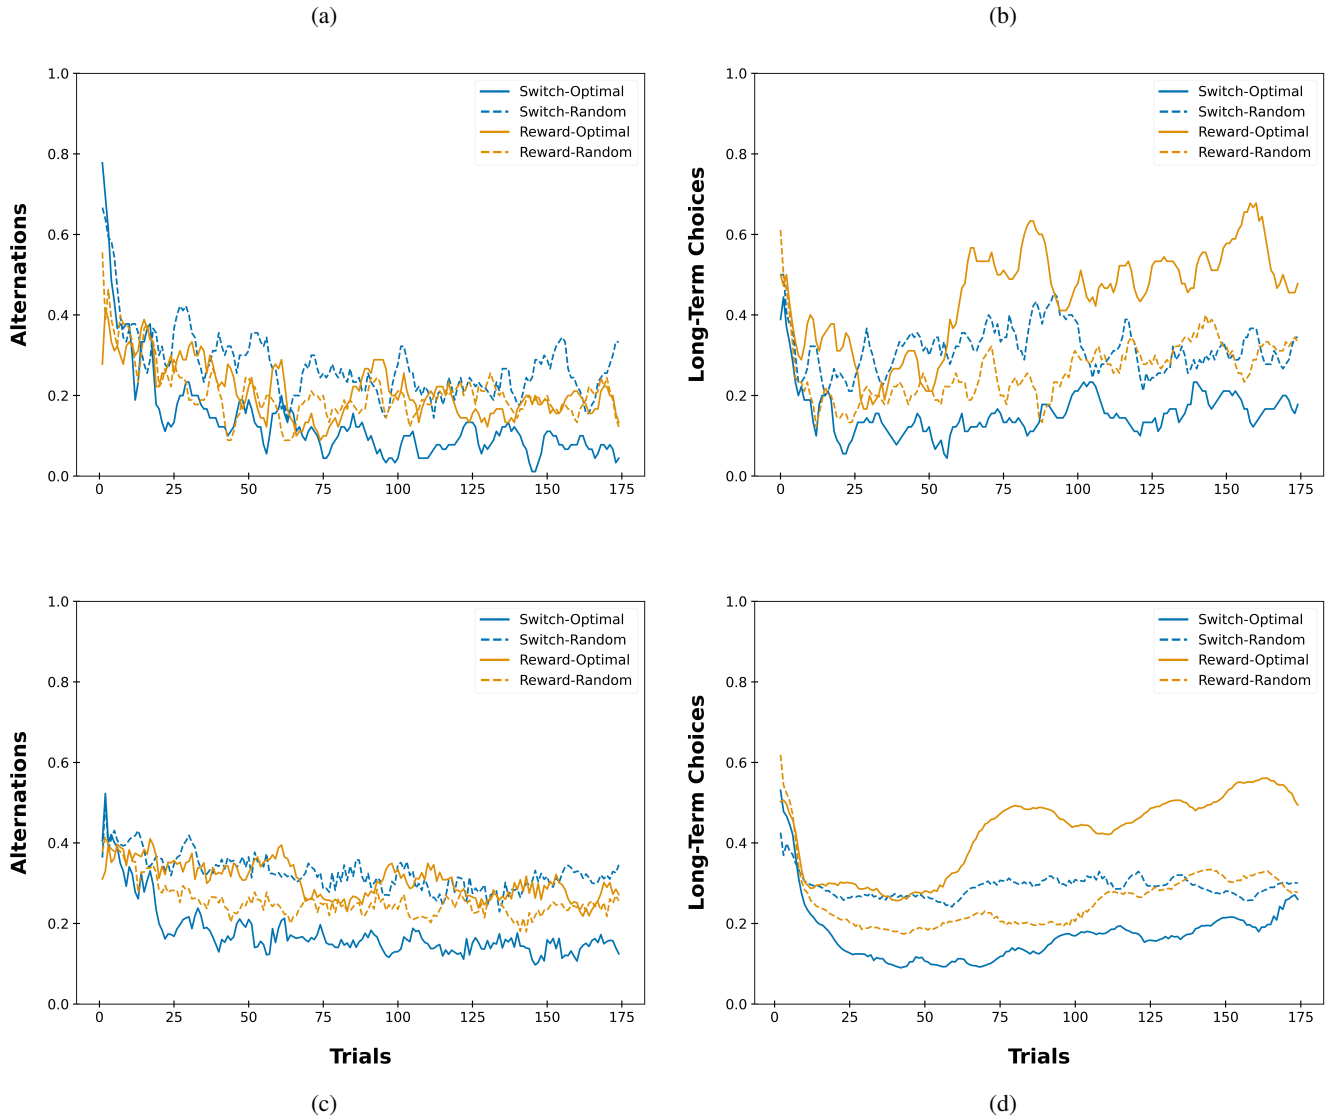 (a)
(b)
Alternations
1.0
0.8
0.6
0.4
0.2
0.0
0 25 50 75 100 125 150 175
Switch-Optimal
Switch-Random
Reward-Optimal
Reward-Random
Long-Term Choices
1.0
0.8
0.6
0.4
0.2
0.0
0 25 50 75 100 125 150 175
Switch-Optimal
Switch-Random
Reward-Optimal
Reward-Random
Alternations
1.0
0.8
0.6
0.4
0.2
0.0
0 25 50 75 100 125 150 175
Switch-Optimal
Switch-Random
Reward-Optimal
Reward-Random
Trials
Long-Term Choices
1.0
0.8
0.6
0.4
0.2
0.0
0 25 50 75 100 125 150 175
Switch-Optimal
Switch-Random
Reward-Optimal
Reward-Random
Trials
(c)
(d)